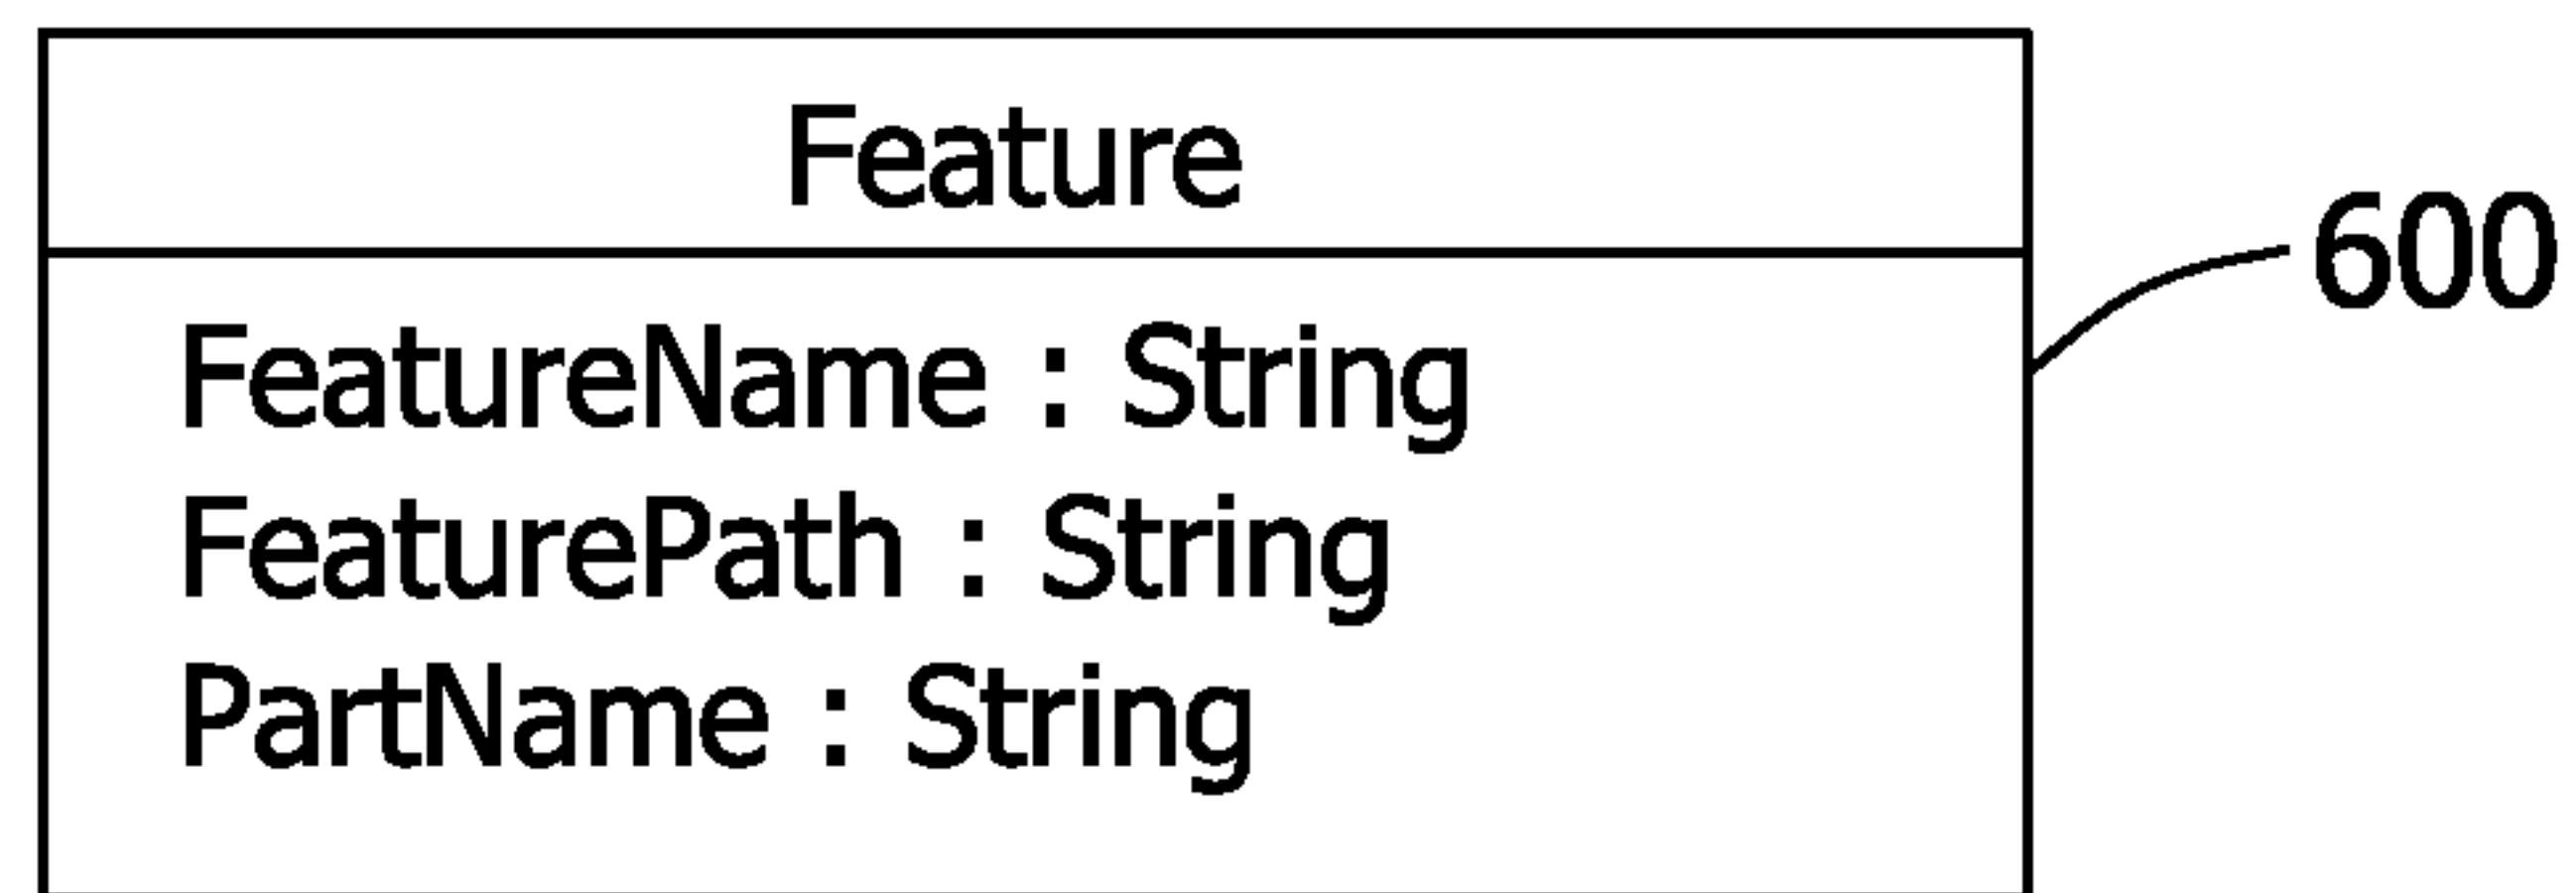 Feature
600
FeatureName : String
FeaturePath : String
PartName : String